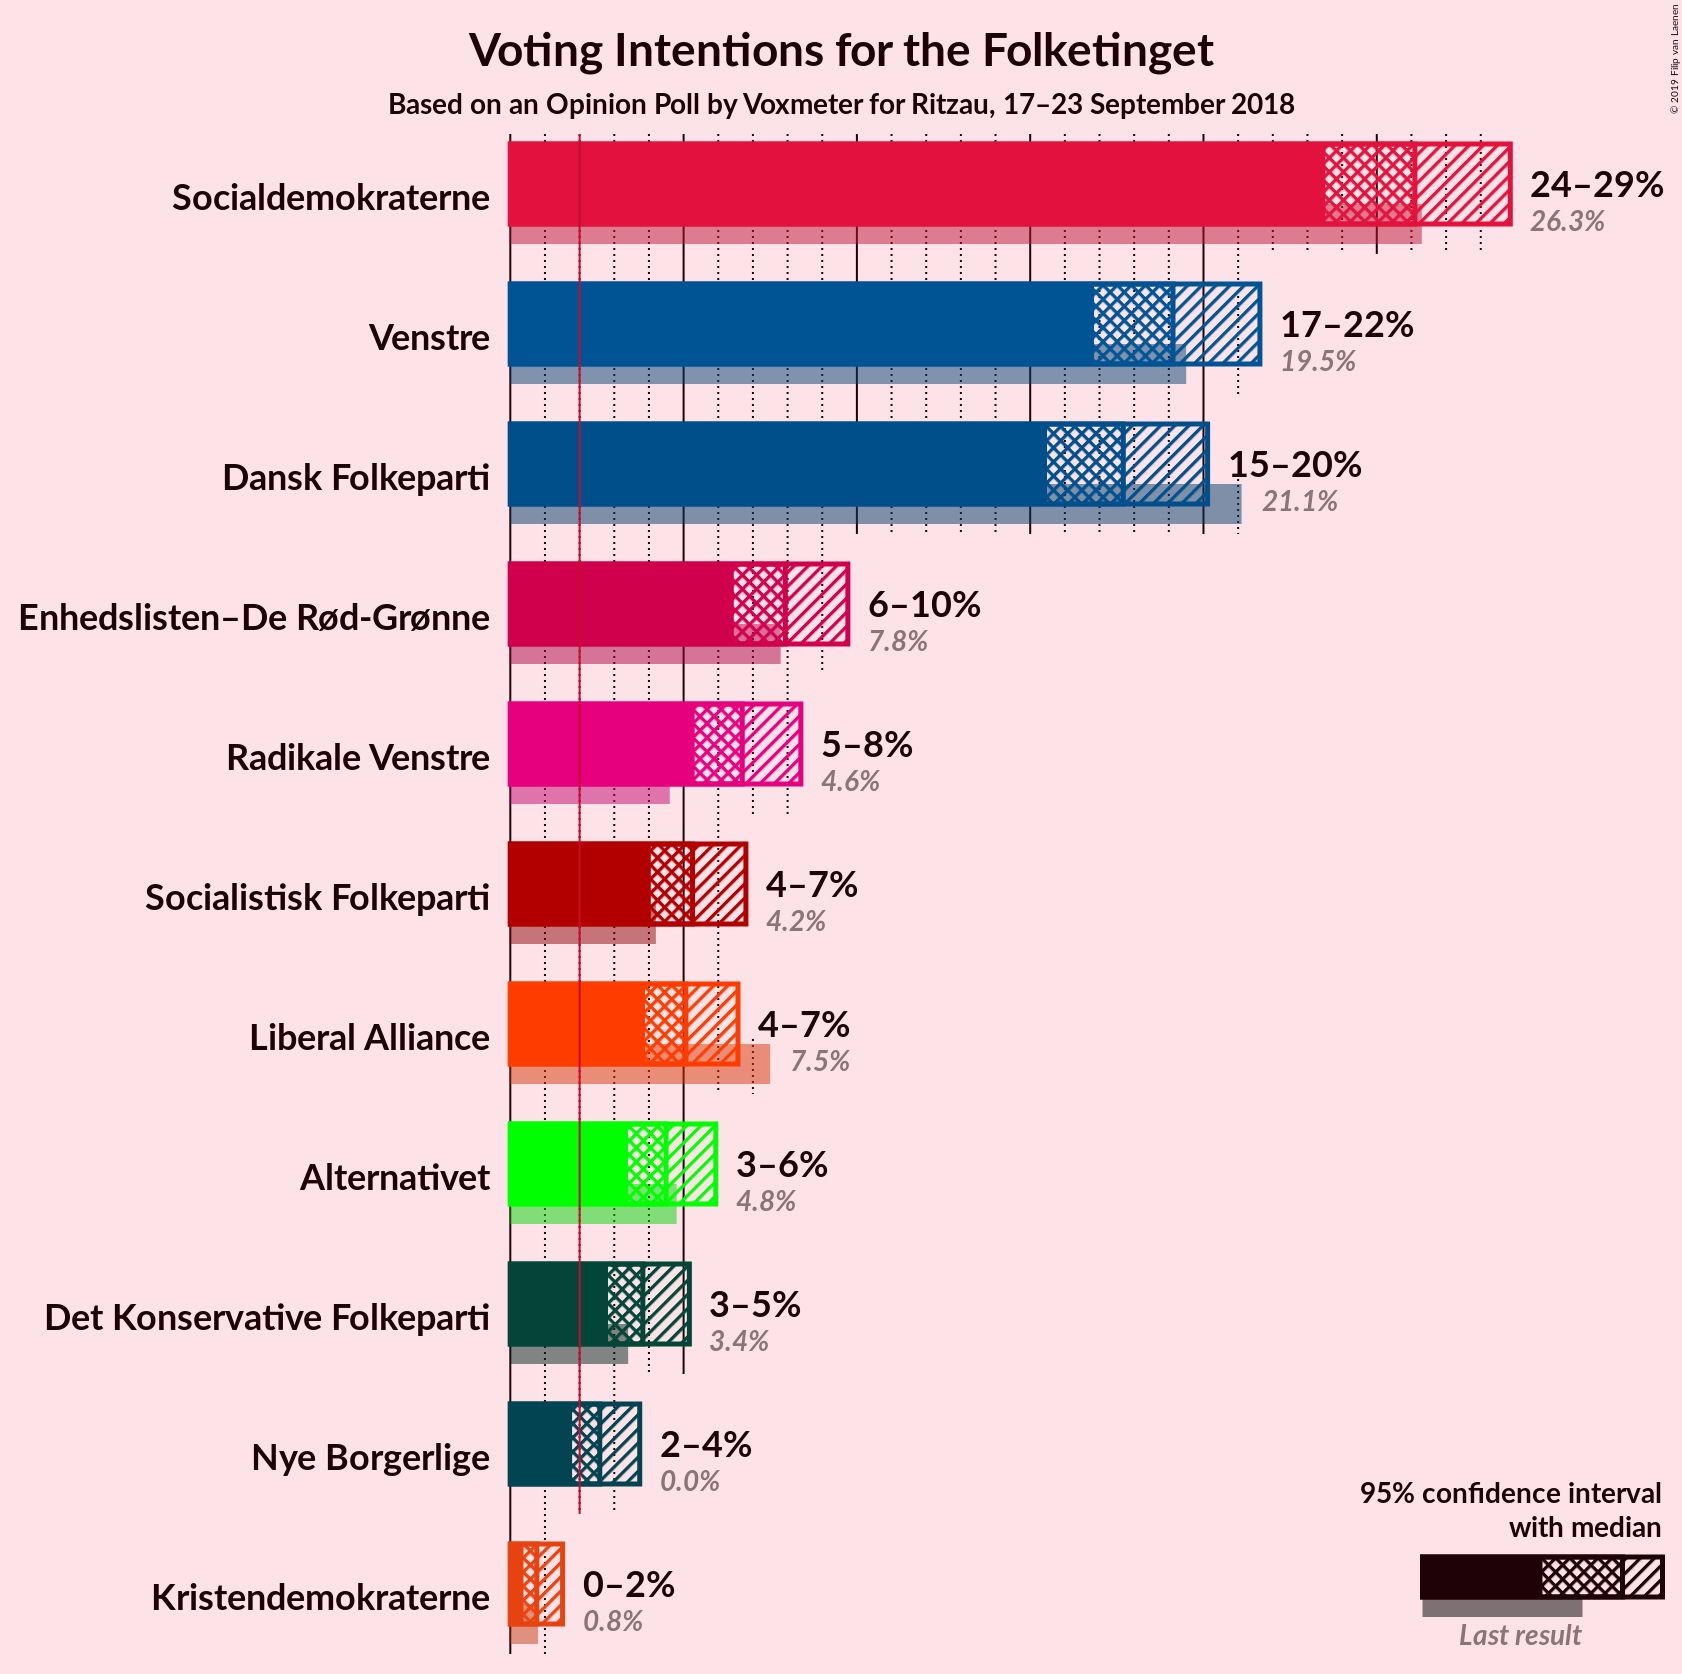 Voting Intentions for the Folketinget
Based on an Opinion Poll by Voxmeter for Ritzau, 17–23 September 2018
© 2019 Filip van Laenen
Socialdemokraterne
24–29%
26.3%
Venstre
17–22%
19.5%
Dansk Folkeparti
15–20%
21.1%
Enhedslisten–De Rød-Grønne
6–10%
7.8%
Radikale Venstre
5–8%
4.6%
Socialistisk Folkeparti
4–7%
4.2%
Liberal Alliance
4–7%
7.5%
Alternativet
3–6%
4.8%
Det Konservative Folkeparti
3–5%
3.4%
Nye Borgerlige
2–4%
0.0%
Kristendemokraterne
0–2%
0.8%
95% confidence interval
with median
Last result